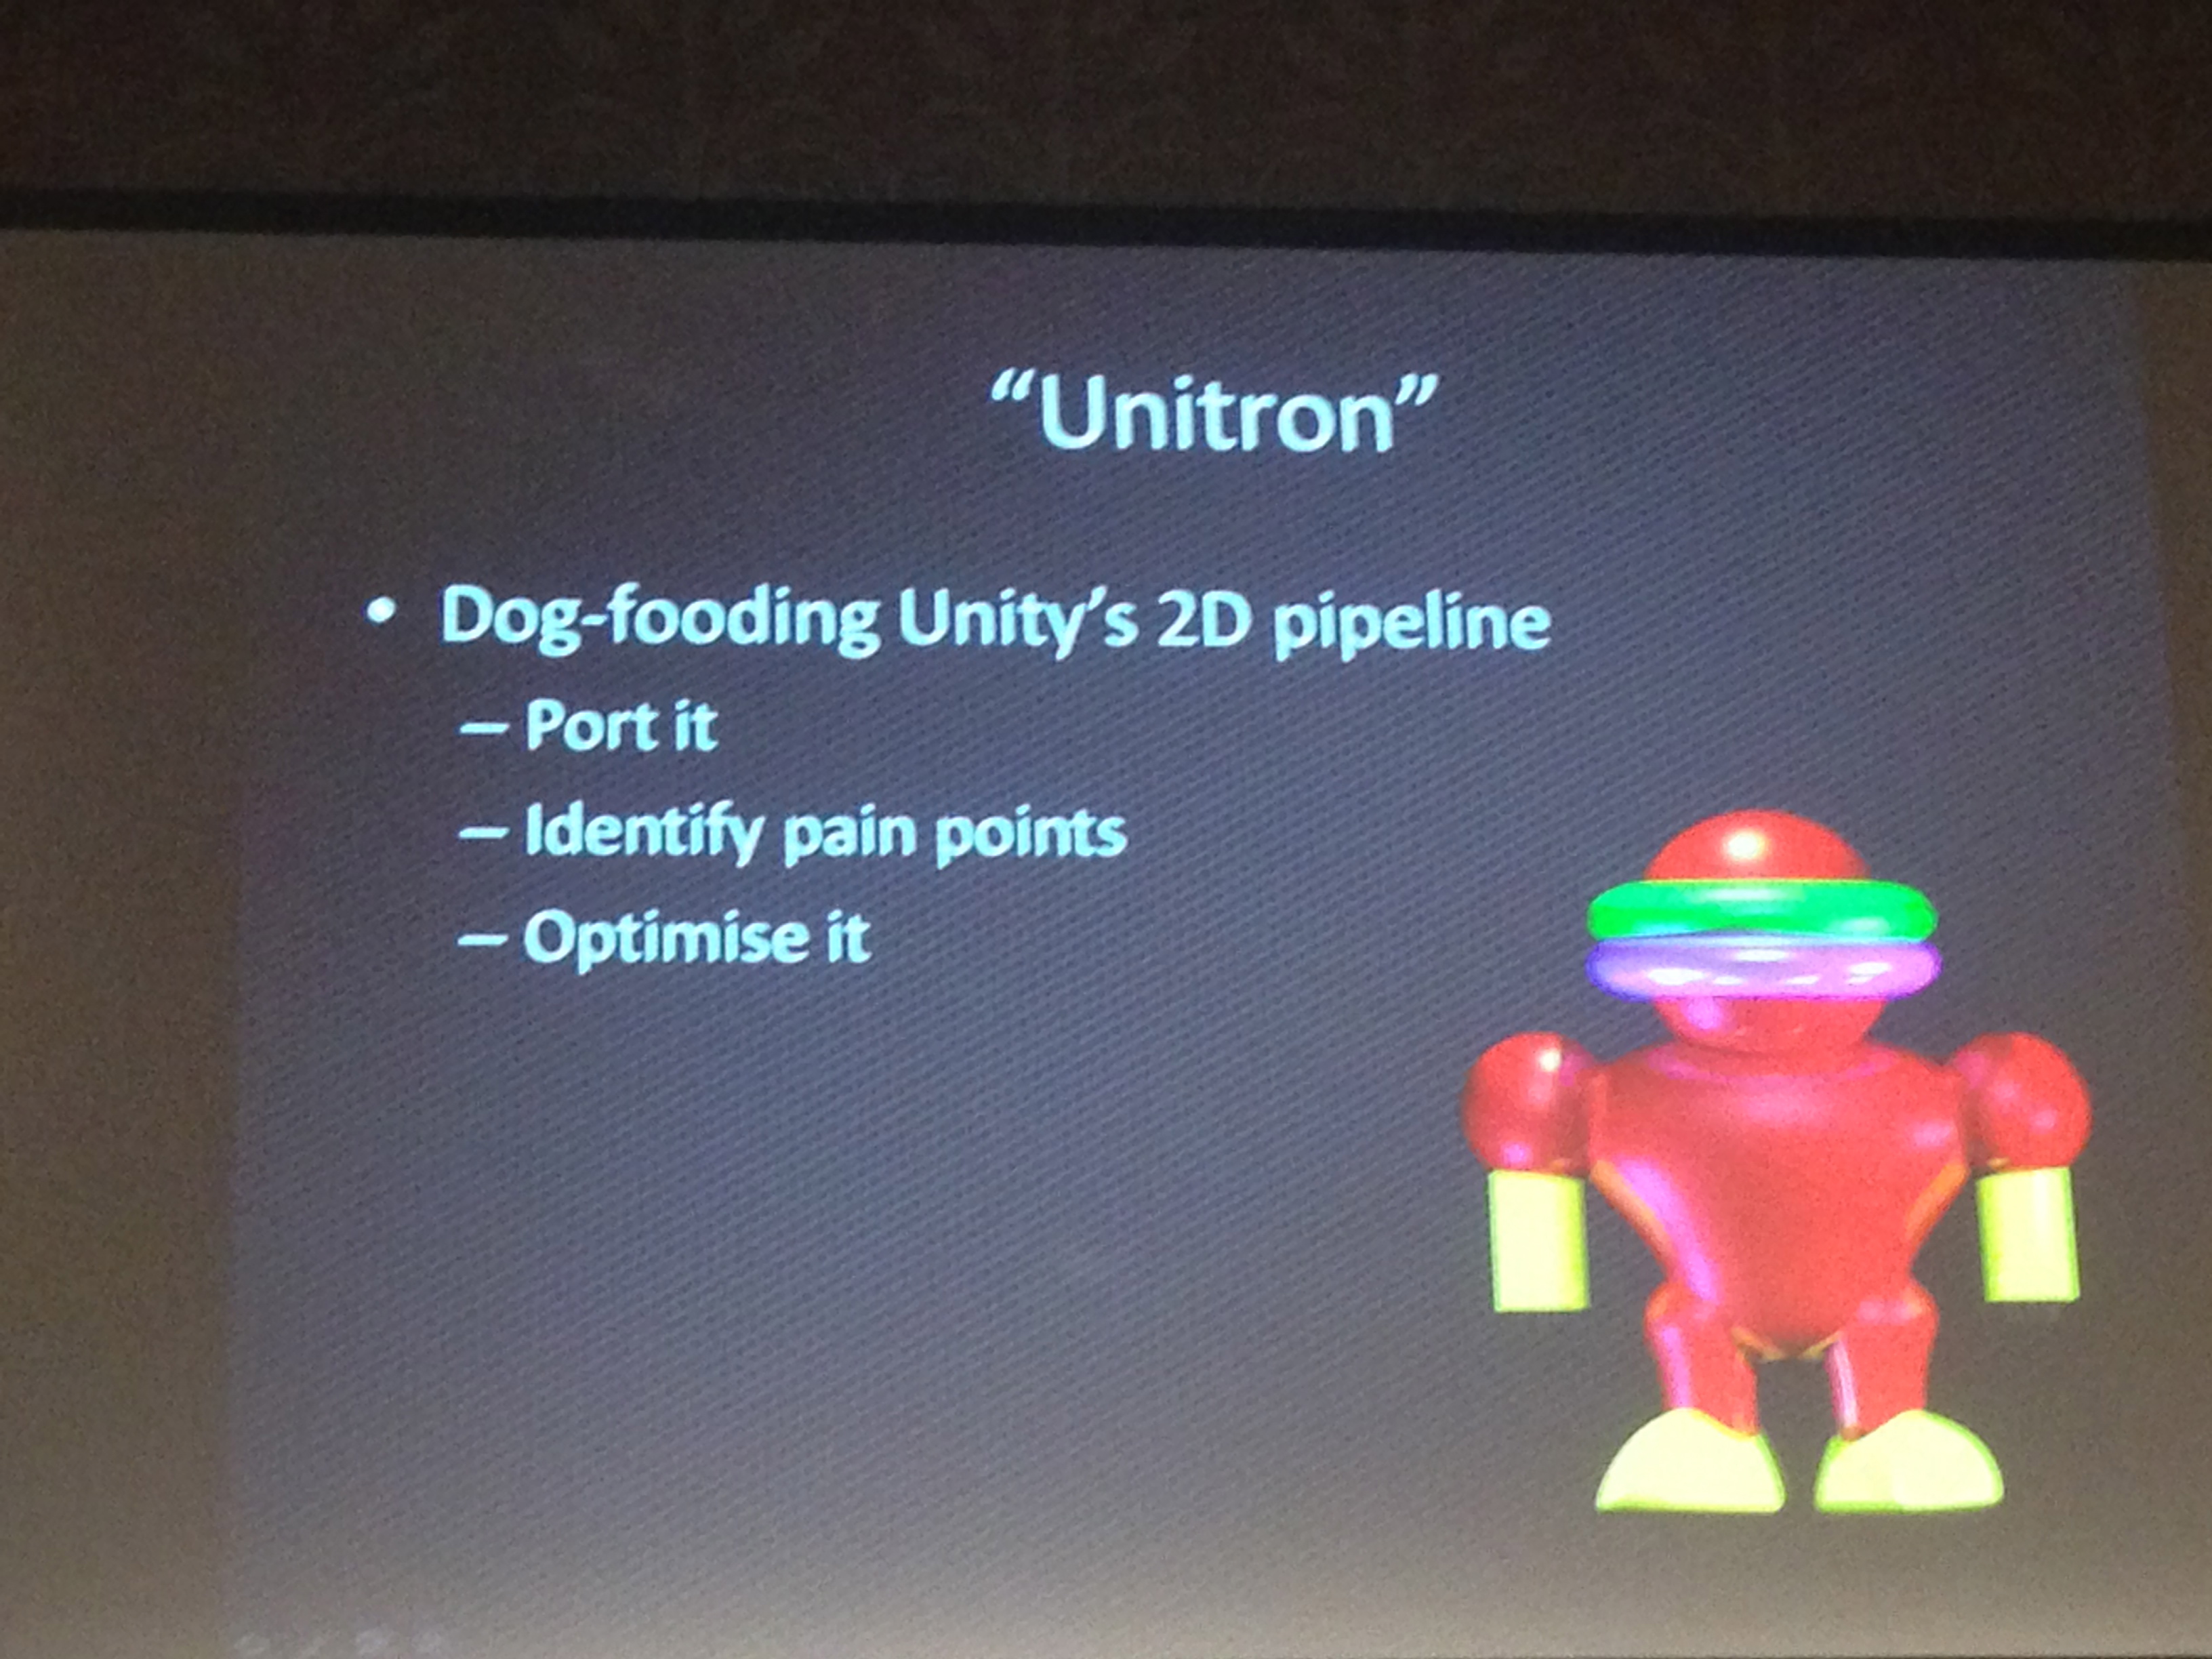 “Unitron”
• Dog-fooding Unity’s 2D pipeline
– Port it
– Identify pain points
– Optimise it